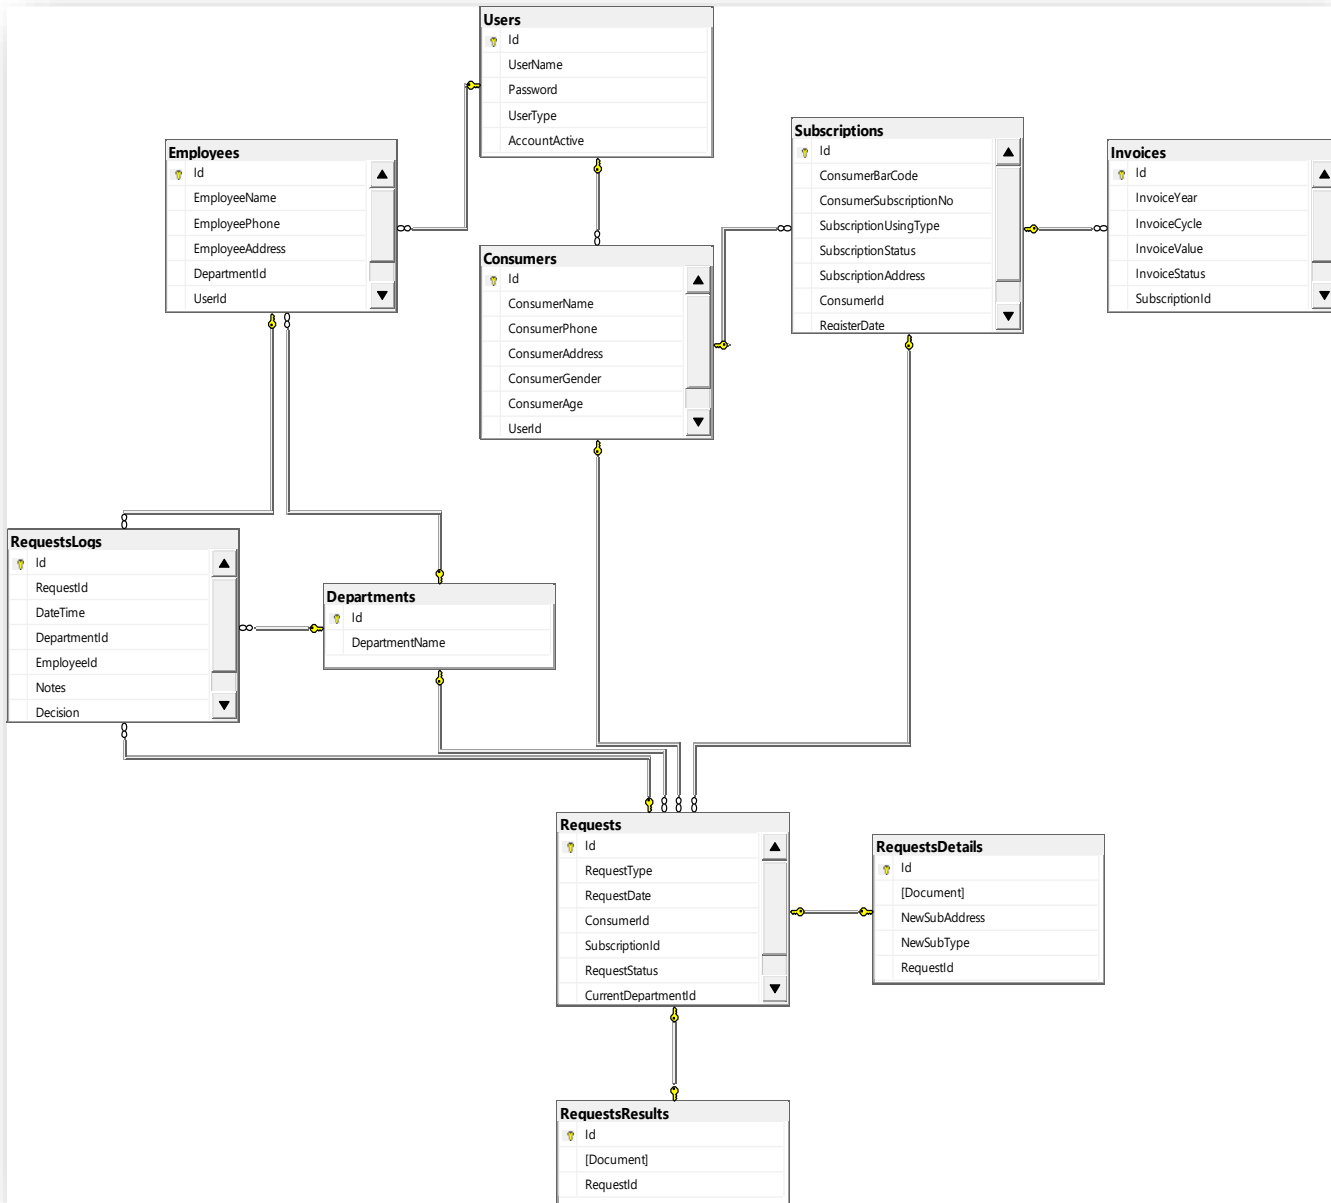 Users
Id
UserName
Password
UserType
AccountActive
Employees
Id
EmployeeName
EmployeePhone
EmployeeAddress
DepartmentId
UserId
Consumers
Id
ConsumerName
ConsumerPhone
ConsumerAddress
ConsumerGender
ConsumerAge
UserId
Subscriptions
Id
ConsumerBarCode
ConsumerSubscriptionNo
SubscriptionUsingType
SubscriptionStatus
SubscriptionAddress
ConsumerId
RegisterDate
Invoices
Id
InvoiceYear
InvoiceCycle
InvoiceValue
InvoiceStatus
SubscriptionId
RequestsLogs
Id
RequestId
DateTime
DepartmentId
EmployeeId
Notes
Decision
Departments
Id
DepartmentName
Requests
Id
RequestType
RequestDate
ConsumerId
SubscriptionId
RequestStatus
CurrentDepartmentId
RequestsDetails
Id
[Document]
NewSubAddress
NewSubType
RequestId
RequestsResults
Id
[Document]
RequestId